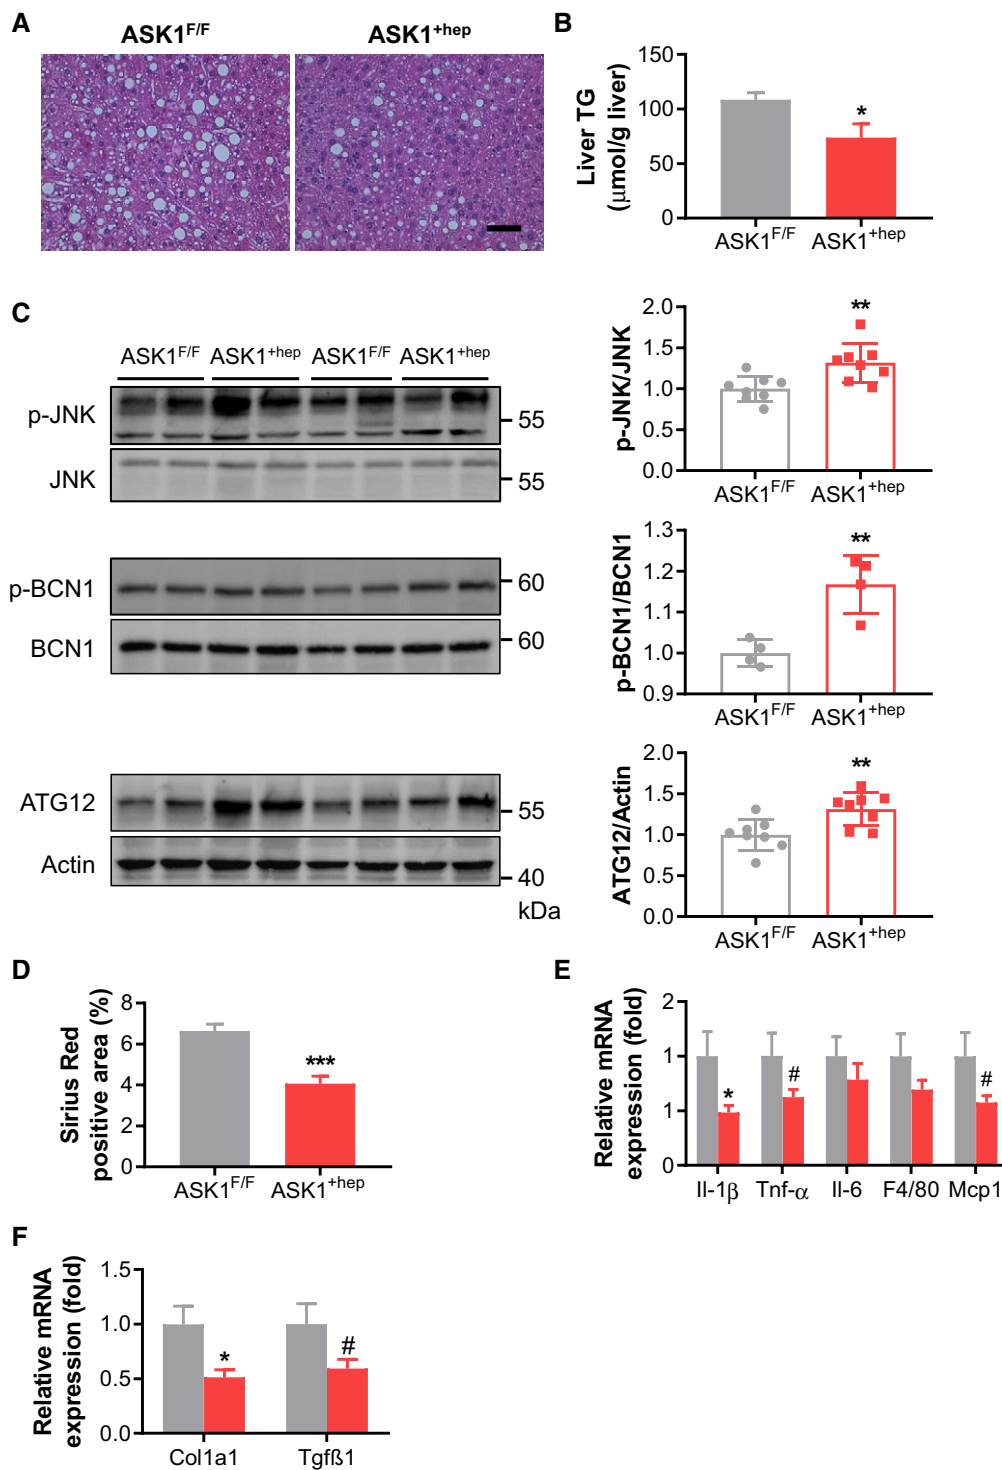 A
ASK1F/F
ASK1+hep
B
Liver TG
(μmol/g liver)
150
100
50
0
*
ASK1F/F
ASK1+hep
C
ASK1F/F ASK1+hep ASK1F/F ASK1+hep
p-JNK
55
JNK
55
p-BCN1
60
BCN1
60
ATG12
55
Actin
40
kDa
p-JNK/JNK
2.0
1.5
1.0
0.5
0.0
**
ASK1F/F
ASK1+hep
p-BCN1/BCN1
1.3
1.2
1.1
1.0
0.9
**
ASK1F/F
ASK1+hep
ATG12/Actin
2.0
1.5
1.0
0.5
0.0
**
ASK1F/F
ASK1+hep
D
Sirius Red
positive area (%)
8
6
4
2
0
***
ASK1F/F
ASK1+hep
E
Relative mRNA
expression (fold)
2
1
1
0
*
#
#
Il-1β Tnf-α Il-6 F4/80 Mcp1
F
Relative mRNA
expression (fold)
1.5
1.0
0.5
0.0
*
#
Col1a1 Tgfß1